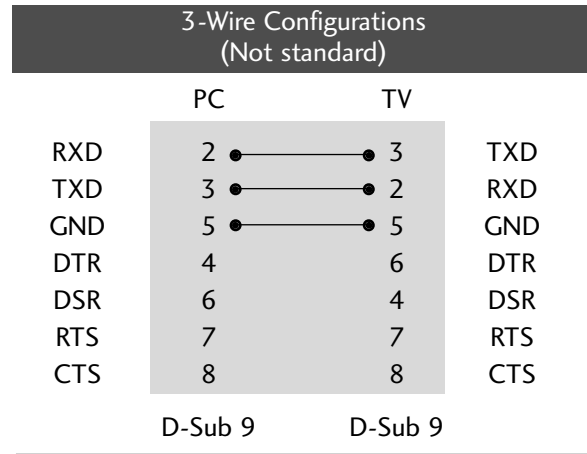 3-Wire Configurations
(Not standard)
PC TV
RXD 2 3 TXD
TXD 3 2 RXD
GND 5 5 GND
DTR 4 6 DTR
DSR 6 4 DSR
RTS 7 7 RTS
CTS 8 8 CTS
D-Sub 9 D-Sub 9